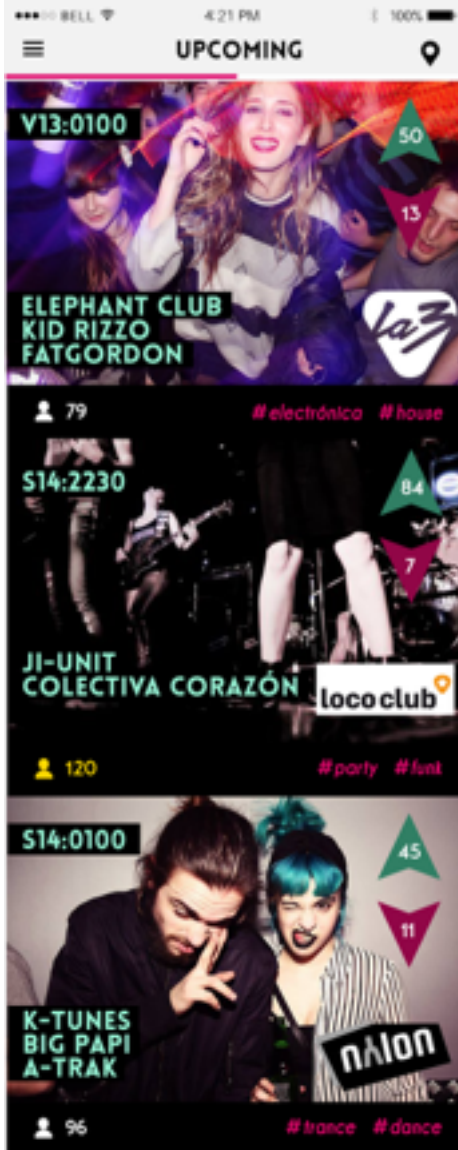 BELL 4:21 PM 100%
UPCOMING
V13:0100
50
13
ELEPHANT CLUB
KID RIZZO
FATGORDON
la3
79 #electrónica #house
S14:2230
84
7
JI-UNIT
COLECTIVA CORAZÓN
loco club
120 #party #funk
S14:0100
45
11
K-TUNES
BIG PAPI
A-TRAK
nylon
96 #trance #dance